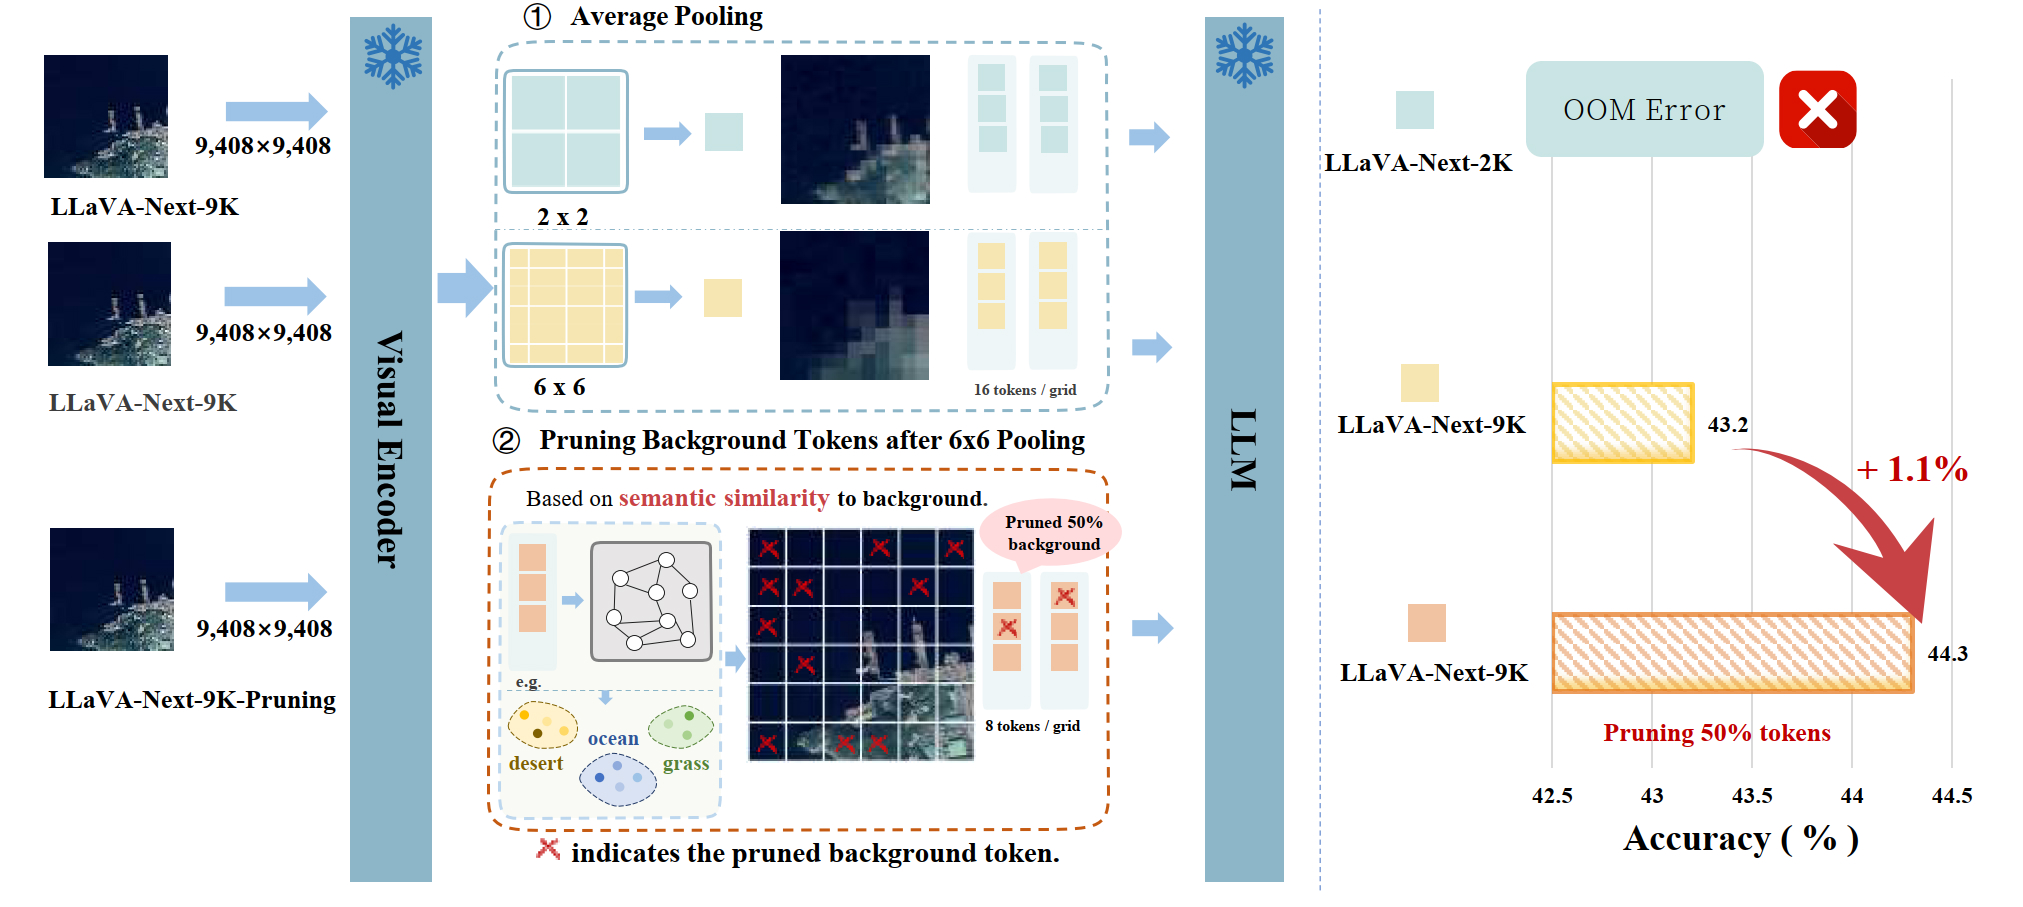 ① Average Pooling
9,408×9,408
LLaVA-Next-9K
9,408×9,408
LLaVA-Next-9K
9,408×9,408
LLaVA-Next-9K-Pruning
Visual Encoder
2 x 2
6 x 6
16 tokens / grid
② Pruning Background Tokens after 6x6 Pooling
Based on semantic similarity to background.
Pruned 50%
background
e.g.
desert
ocean
grass
8 tokens / grid
indicates the pruned background token.
LLM
OOM Error
LLaVA-Next-2K
LLaVA-Next-9K
43.2
+ 1.1%
LLaVA-Next-9K
44.3
Pruning 50% tokens
42.5 43 43.5 44 44.5
Accuracy ( % )